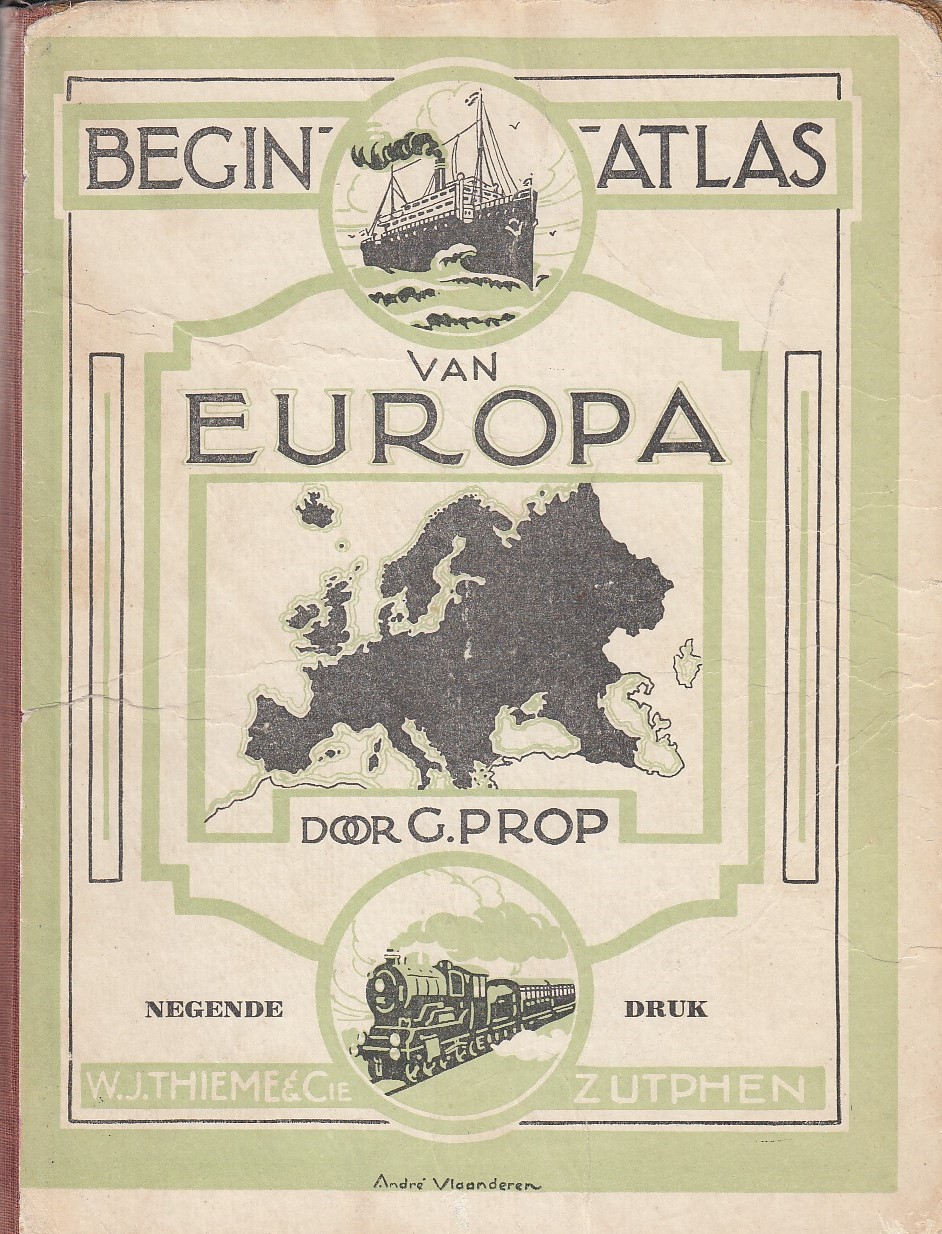 BEGIN- -ATLAS
VAN
EUROPA
DOOR G. PROP
NEGENDE DRUK
W.J. THIEME & CIE ZUTPHEN
André Vlaanderen